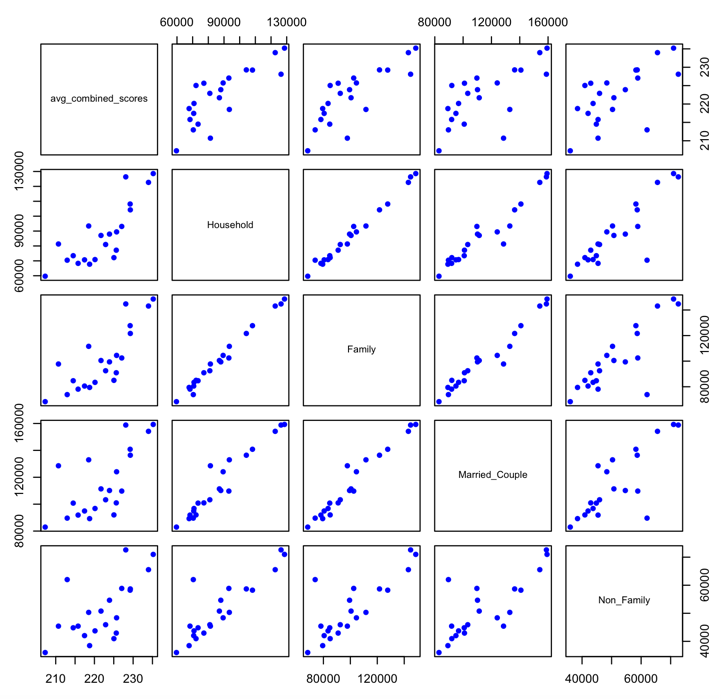 60000 90000 130000 80000 120000 160000
avg_combined_scores
210 220 230
60000 90000 130000
Household
Family
80000 120000
80000 120000 160000
Married_Couple
Non_Family
40000 60000
210 220 230 80000 120000 40000 60000